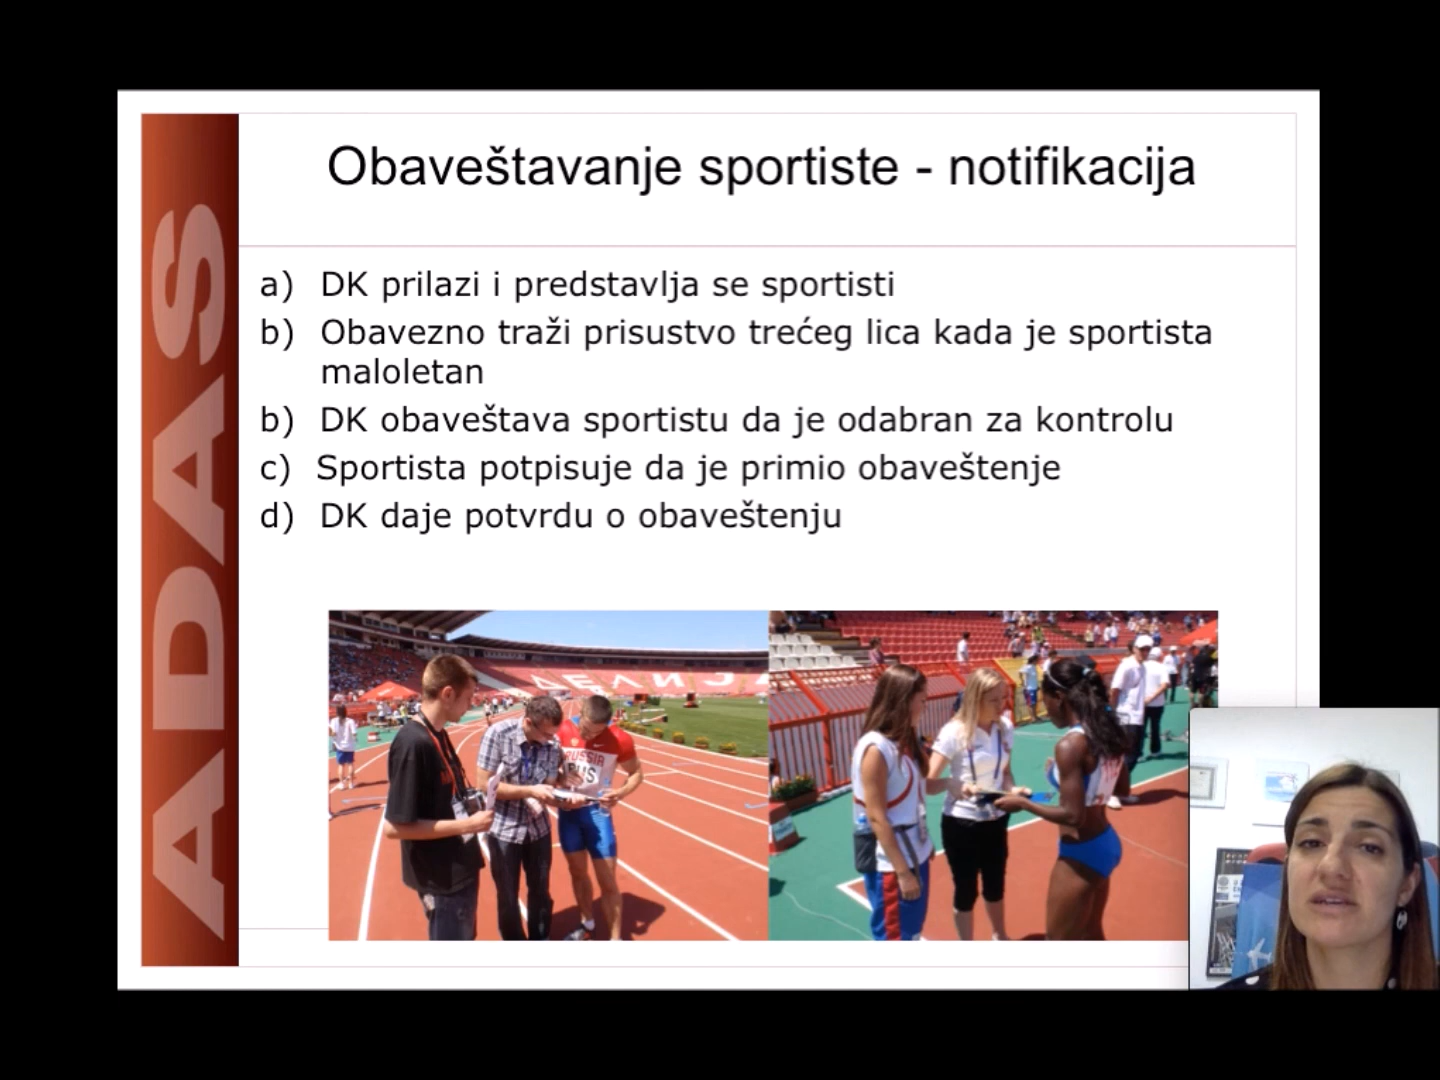 Obaveštavanje sportiste - notifikacija
a) DK prilazi i predstavlja se sportisti
b) Obavezno traži prisustvo trećeg lica kada je sportista
maloletan
b) DK obaveštava sportistu da je odabran za kontrolu
c) Sportista potpisuje da je primio obaveštenje
d) DK daje potvrdu o obaveštenju
ADAS
RUSSIA
RUS